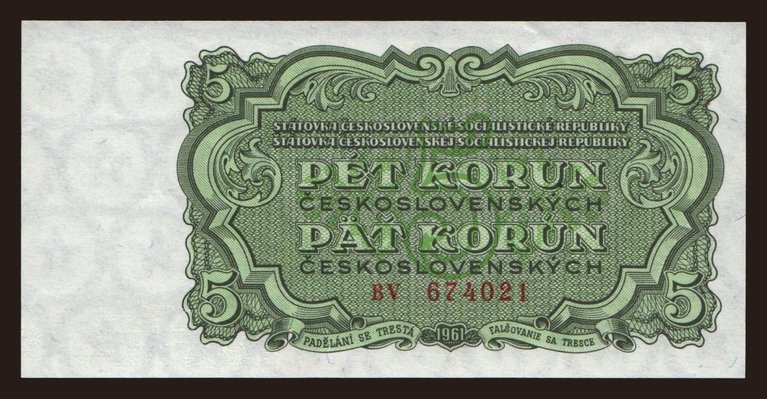 5 5
STÁTOVKA ČESKOSLOVENSKÉ SOCIALISTICKÉ REPUBLIKY
ŠTÁTOVKA ČESKOSLOVENSKEJ SOCIALISTICKEJ REPUBLIKY
PĚT KORUN
ČESKOSLOVENSKÝCH
PÄŤ KORÚN
ČESKOSLOVENSKÝCH
BV 674021
5 5
PADĚLÁNÍ SE TRESTÁ 1961 FALŠOVANIE SA TRESCE